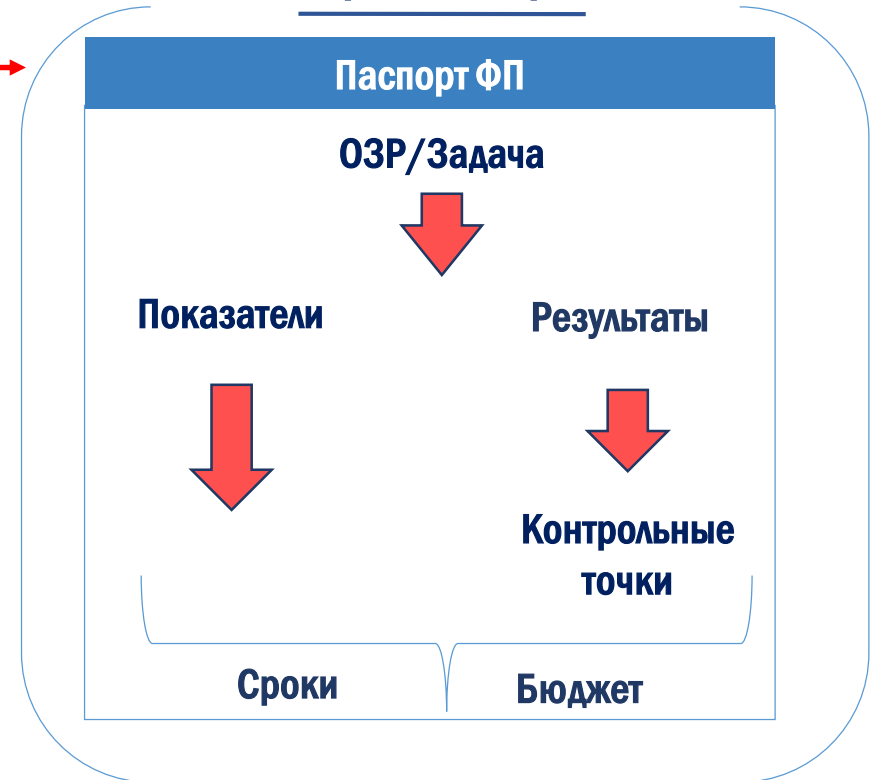 Паспорт ФП
ОЗР/Задача
Показатели
Результаты
Контрольные
точки
Сроки
Бюджет